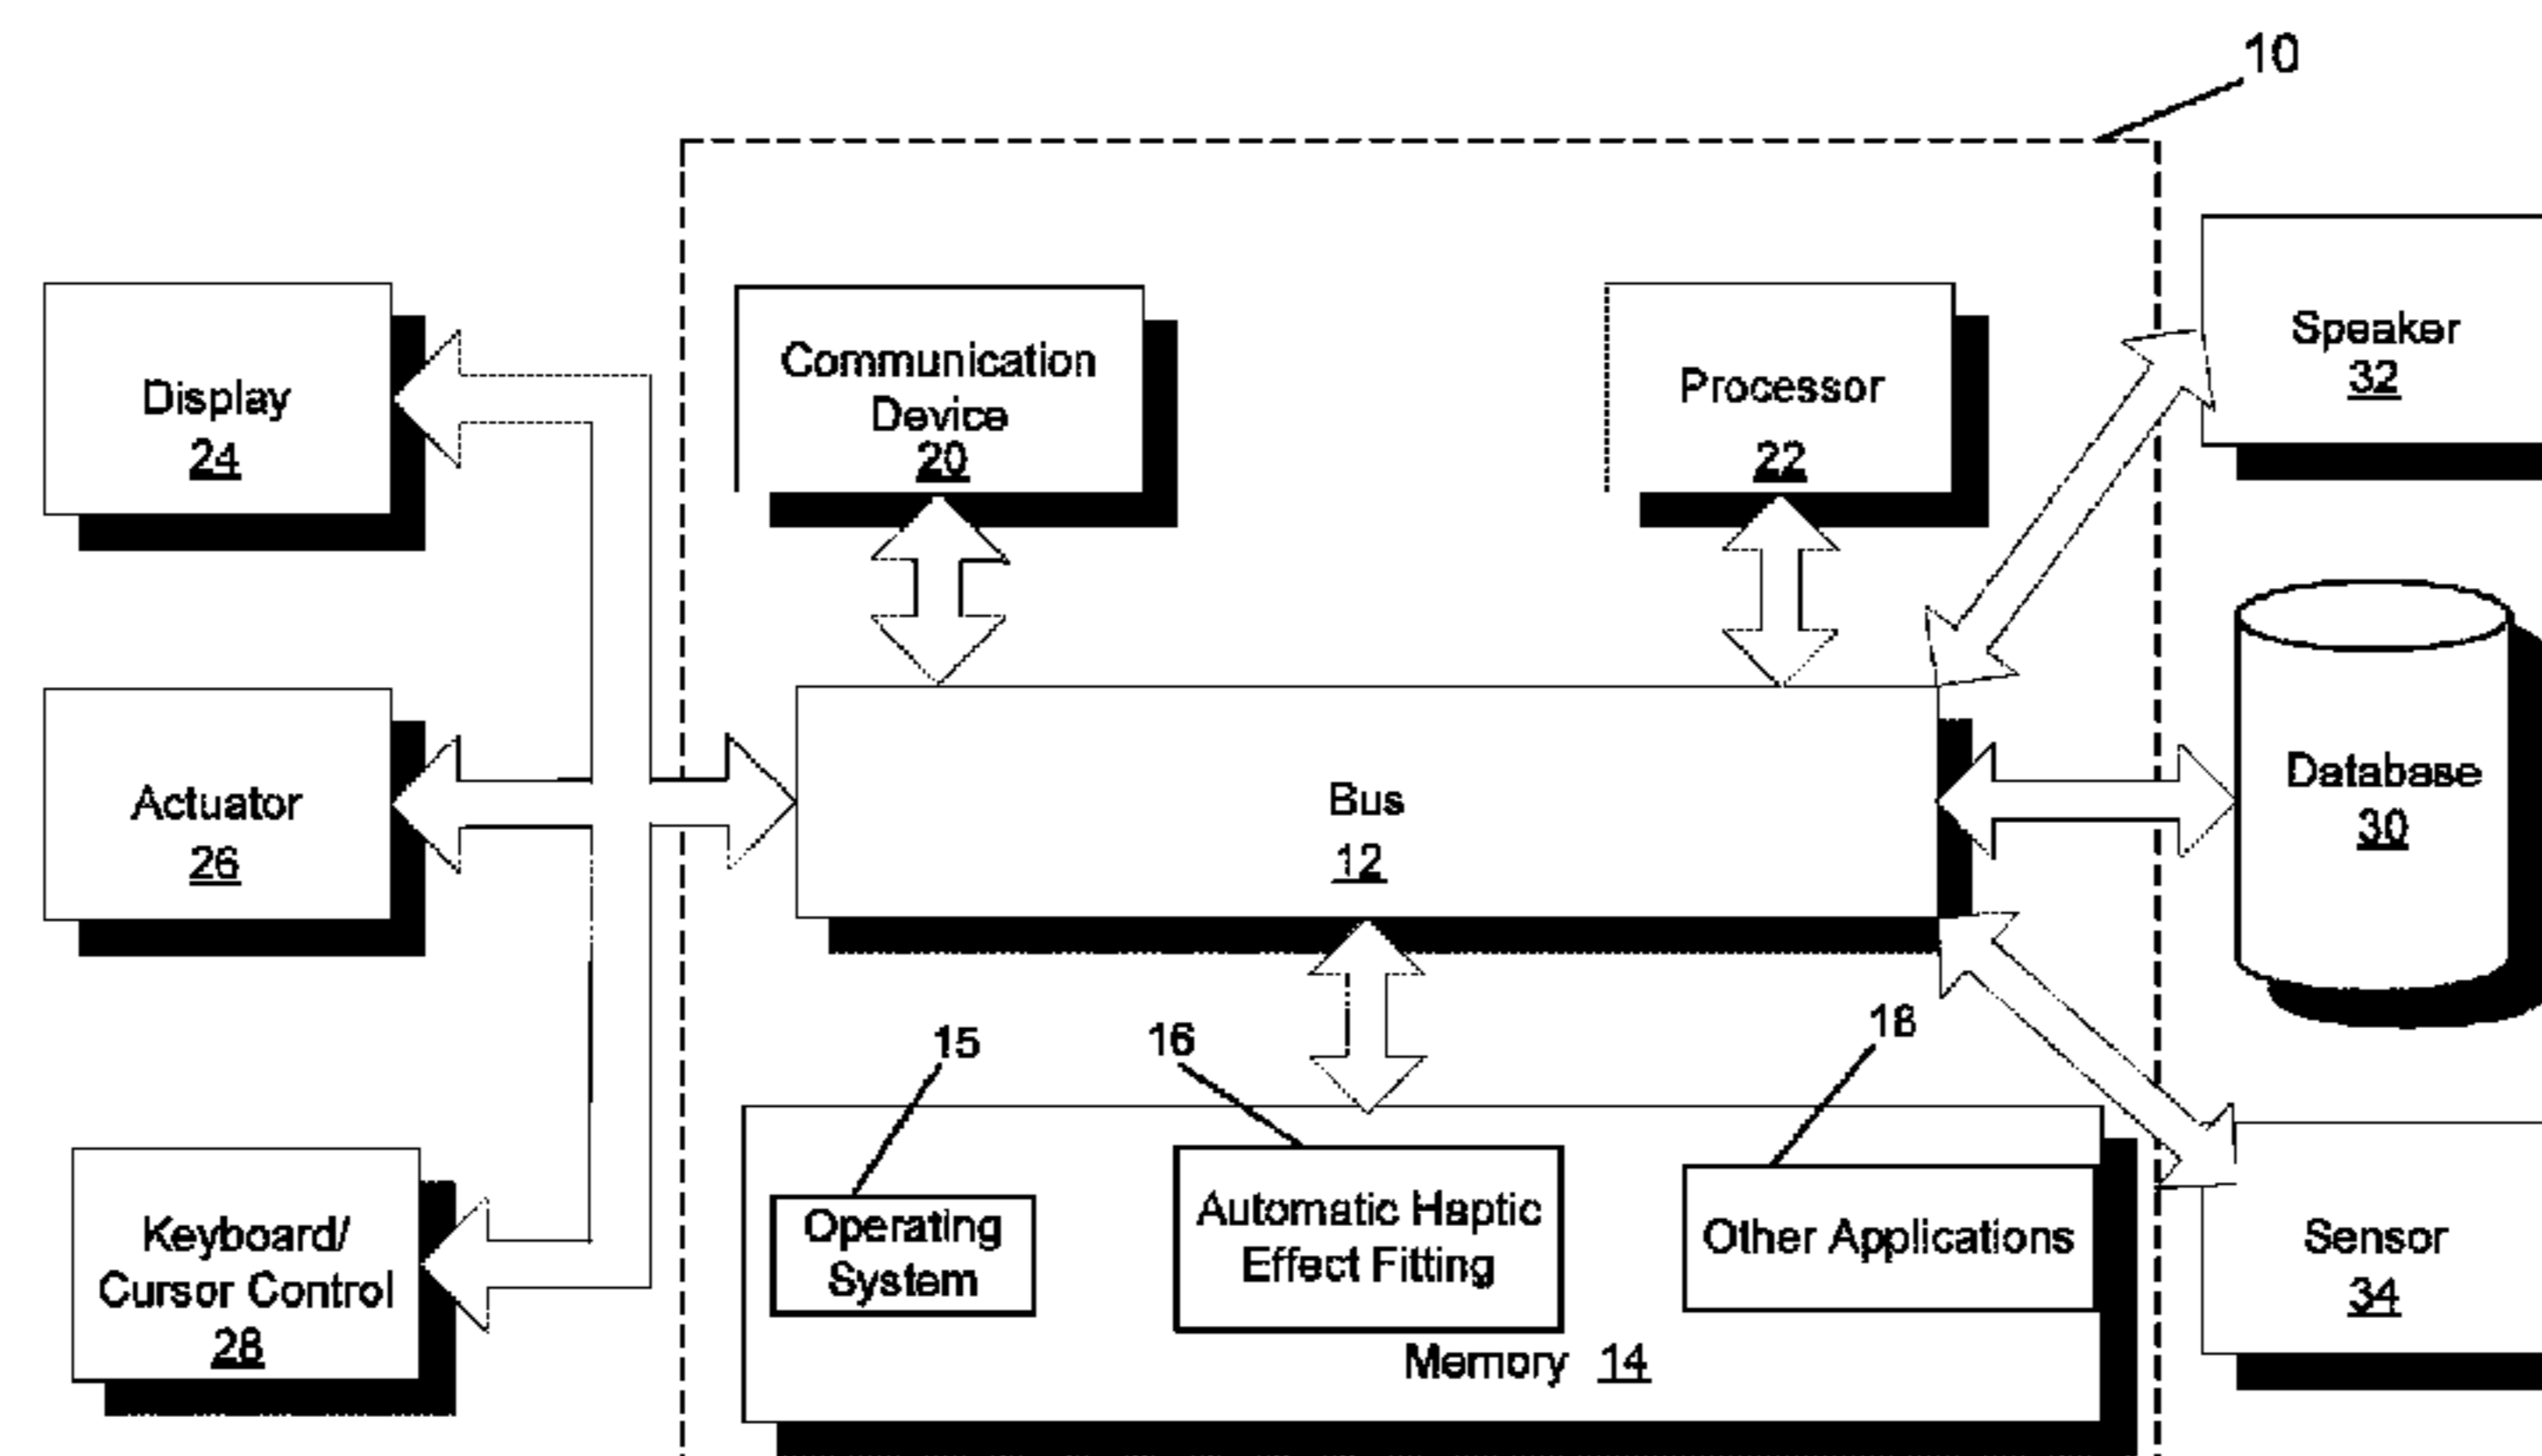 10
Communication
Device
20
Processor
22
Speaker
32
Display
24
Actuator
26
Bus
12
Database
30
15
16
18
Keyboard/
Cursor Control
28
Operating
System
Automatic Haptic
Effect Fitting
Other Applications
Memory 14
Sensor
34